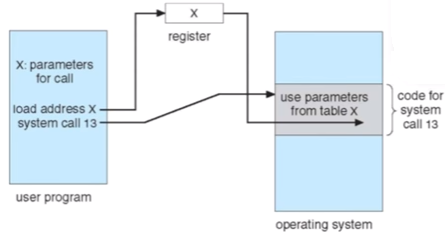 X
register
X: parameters
for call
load address X
system call 13
user program
use parameters
from table X
code for
system
call 13
operating system